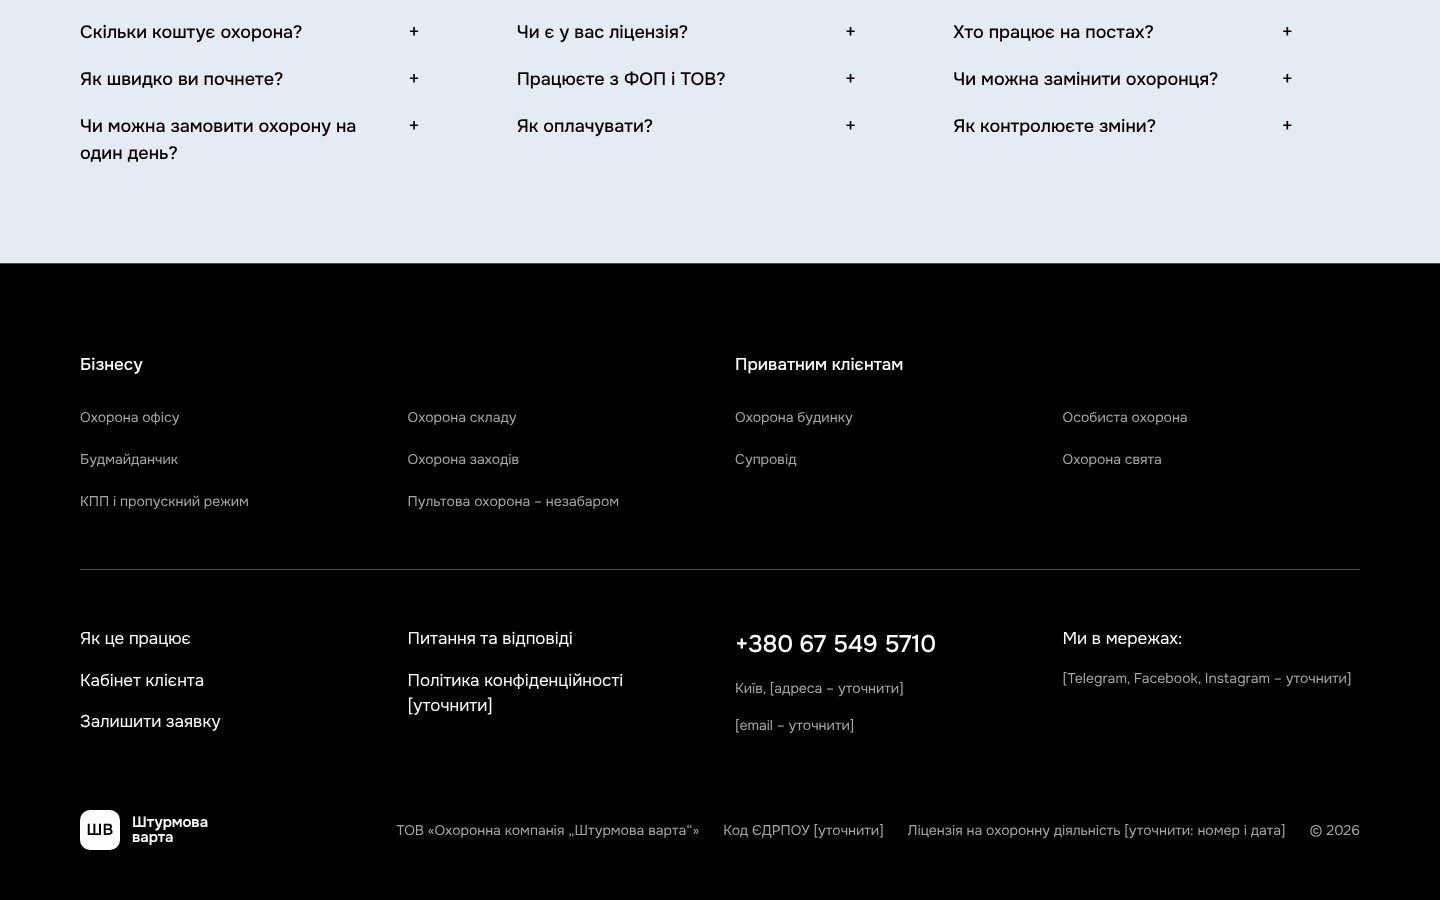 Скільки коштує охорона? +
Чи є у вас ліцензія? +
Хто працює на постах? +
Як швидко ви почнете? +
Працюєте з ФОП і ТОВ? +
Чи можна замінити охоронця? +
Чи можна замовити охорону на
один день? +
Як оплачувати? +
Як контролюєте зміни? +
Бізнесу
Приватним клієнтам
Охорона офісу
Охорона складу
Охорона будинку
Особиста охорона
Будмайданчик
Охорона заходів
Супровід
Охорона свята
КПП і пропускний режим
Пультова охорона – незабаром
Як це працює
Кабінет клієнта
Залишити заявку
Питання та відповіді
Політика конфіденційності
[уточнити]
+380 67 549 5710
Київ, [адреса – уточнити]
[email – уточнити]
Ми в мережах:
[Telegram, Facebook, Instagram – уточнити]
ШВ
Штурмова
варта
ТОВ «Охоронна компанія „Штурмова варта“»
Код ЄДРПОУ [уточнити]
Ліцензія на охоронну діяльність [уточнити: номер і дата]
© 2026